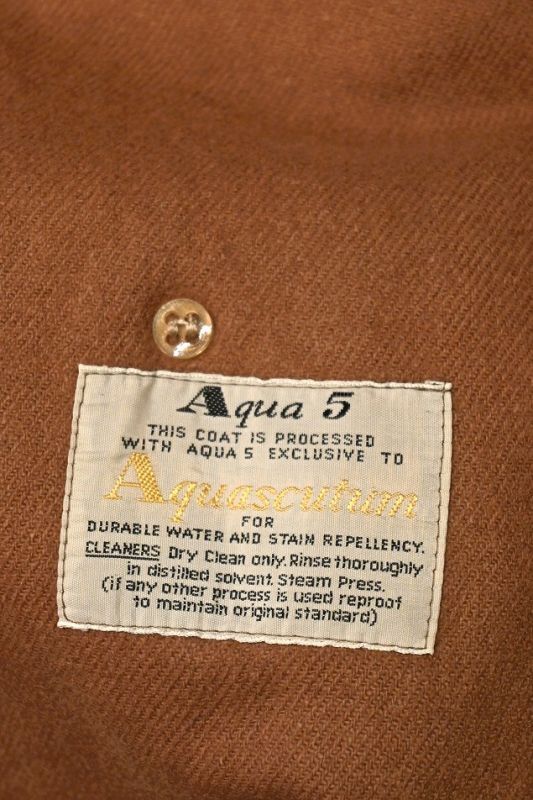 Aqua 5
THIS COAT IS PROCESSED
WITH AQUA 5 EXCLUSIVE TO
Aquascutum
FOR
DURABLE WATER AND STAIN REPELLENCY.
CLEANERS Dry Clean only. Rinse thoroughly
in distilled solvent. Steam Press.
(if any other process is used reproof
to maintain original standard)